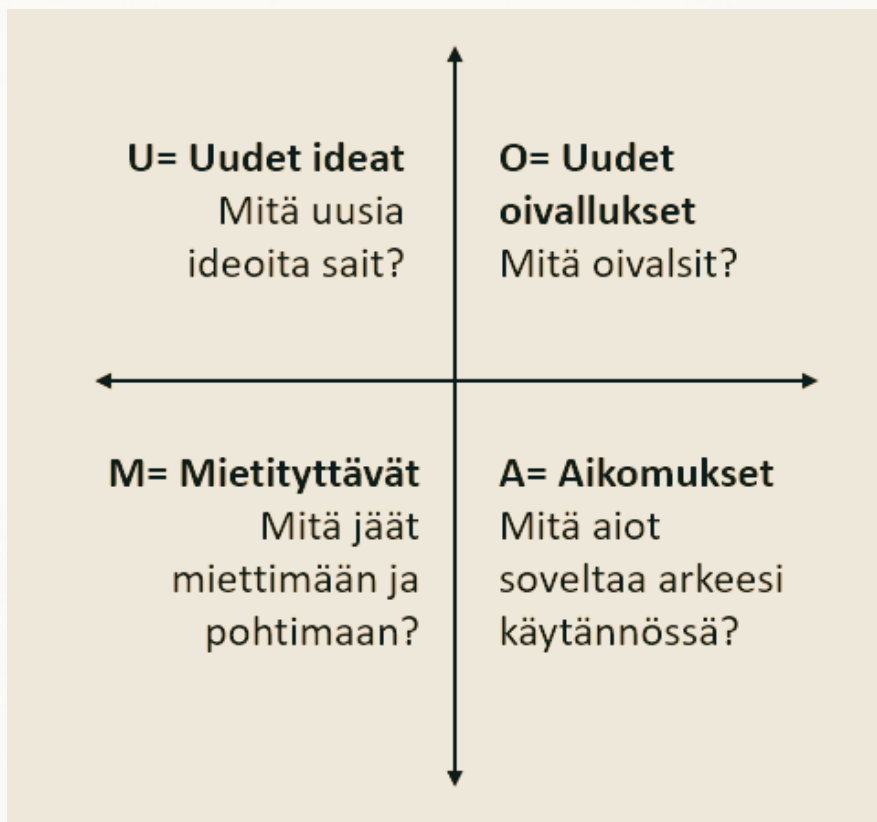 U= Uudet ideat
Mitä uusia
ideoita sait?
O= Uudet
oivallukset
Mitä oivalsit?
M= Mietityttävät
Mitä jäät
miettimään ja
pohtimaan?
A= Aikomukset
Mitä aiot
soveltaa arkeesi
käytännössä?